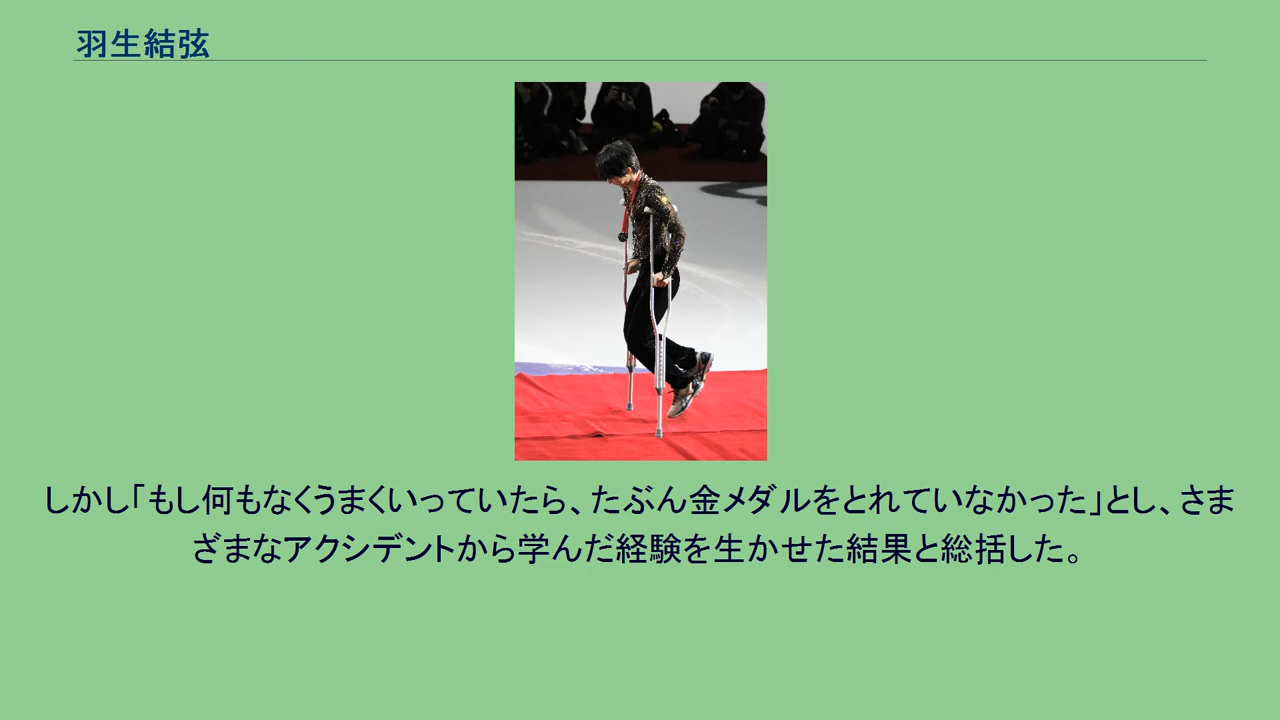 羽生結弦
しかし「もし何もなくうまくいっていたら、たぶん金メダルをとれていなかった」とし、さま
ざまなアクシデントから学んだ経験を生かせた結果と総括した。